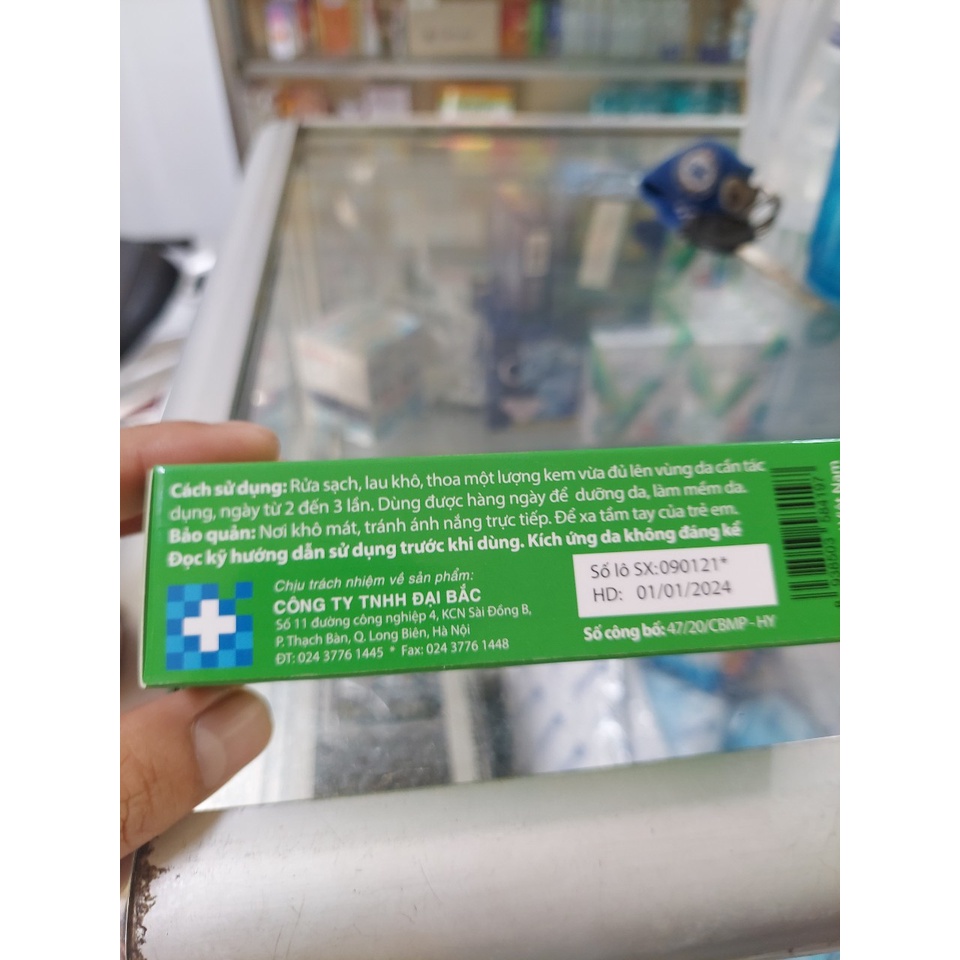 Cách sử dụng: Rửa sạch, lau khô, thoa một lượng kem vừa đủ lên vùng da cần tác
dụng, ngày từ 2 đến 3 lần. Dùng được hàng ngày để dưỡng da, làm mềm da.
Bảo quản: Nơi khô mát, tránh ánh nắng trực tiếp. Để xa tầm tay của trẻ em.
Đọc kỹ hướng dẫn sử dụng trước khi dùng. Kích ứng da không đáng kể
Chịu trách nhiệm về sản phẩm:
CÔNG TY TNHH ĐẠI BẮC
Số 11 đường công nghiệp 4, KCN Sài Đồng B,
P. Thạch Bàn, Q. Long Biên, Hà Nội
ĐT: 024 3776 1445 * Fax: 024 3776 1448
Số lô SX: 090121*
HD: 01/01/2024
Số công bố: 47/20/CBMP - HY
Nam